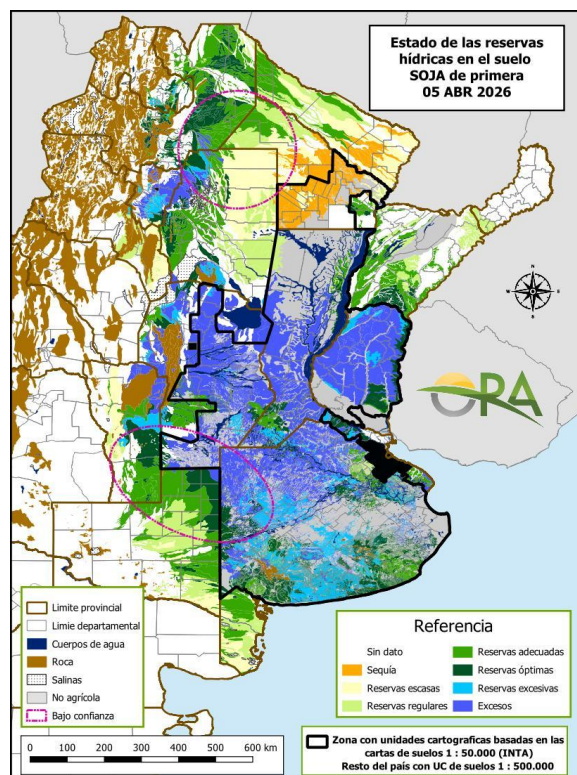 Estado de las reservas
hídricas en el suelo
SOJA de primera
05 ABR 2026
N
W
E
S
ORA
Limite provincial
Limie departamental
Cuerpos de agua
Roca
Salinas
No agrícola
Bajo confianza
Referencia
Sin dato
Sequía
Reservas escasas
Reservas regulares
Reservas adecuadas
Reservas óptimas
Reservas excesivas
Excesos
0 100 200 300 400 500 600 km
Zona con unidades cartograficas basadas en las
cartas de suelos 1 : 50.000 (INTA)
Resto del país con UC de suelos 1 : 500.000